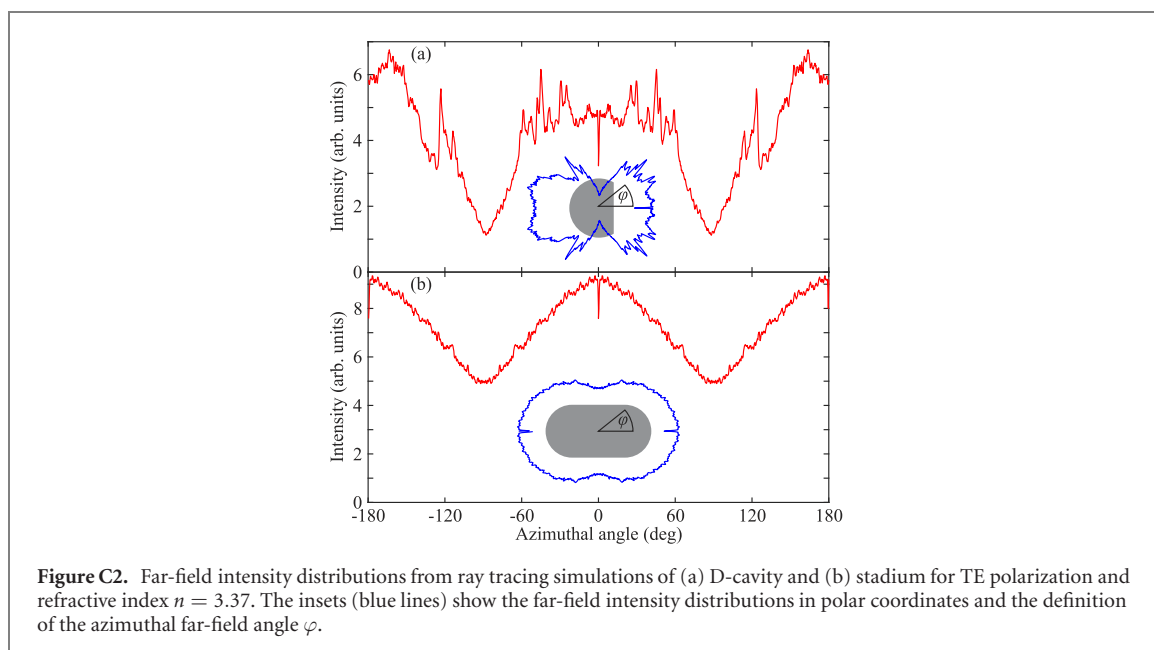 (a)
Intensity (arb. units)
6
4
2
0
φ
(b)
Intensity (arb. units)
8
6
4
2
0
φ
-180 -120 -60 0 60 120 180
Azimuthal angle (deg)
Figure C2. Far-field intensity distributions from ray tracing simulations of (a) D-cavity and (b) stadium for TE polarization and
refractive index n = 3.37. The insets (blue lines) show the far-field intensity distributions in polar coordinates and the definition
of the azimuthal far-field angle φ.